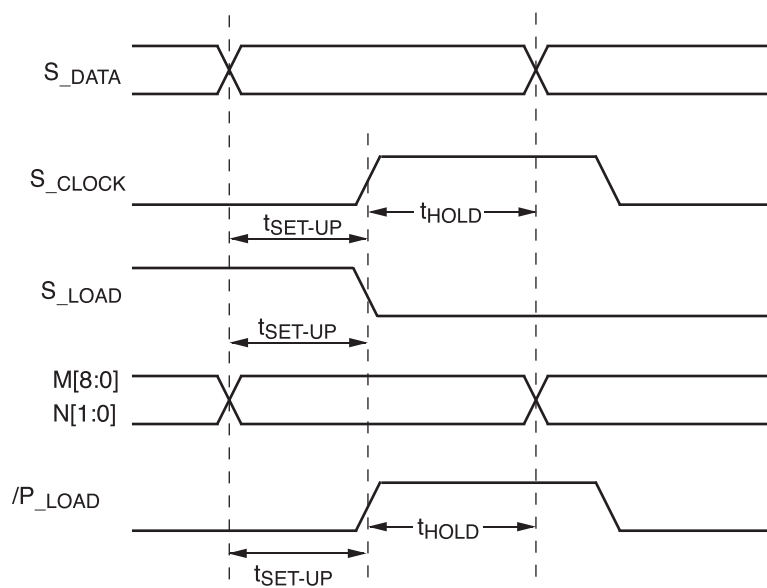 S_DATA
S_CLOCK
tSET-UP
tHOLD
S_LOAD
tSET-UP
M[8:0]
N[1:0]
/P_LOAD
tHOLD
tSET-UP